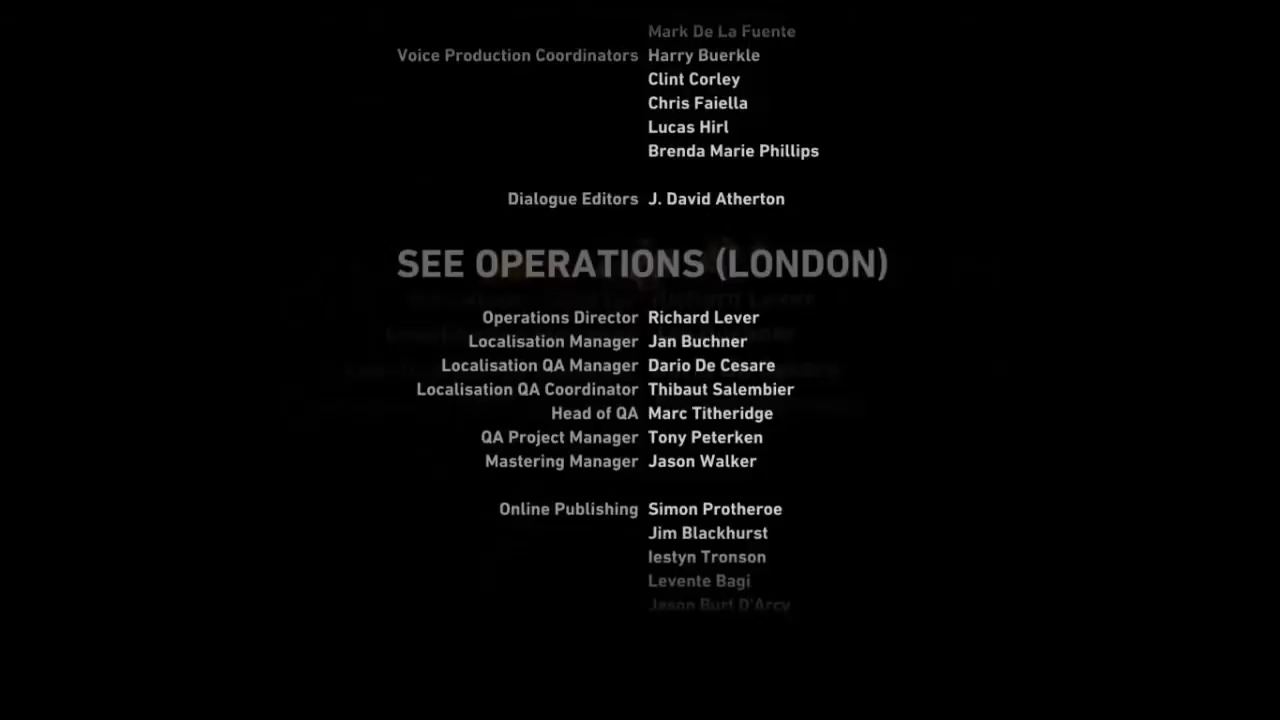 Mark De La Fuente
Voice Production Coordinators Harry Buerkle
Clint Corley
Chris Faiella
Lucas Hirl
Brenda Marie Phillips
Dialogue Editors J. David Atherton
SEE OPERATIONS (LONDON)
Operations Director Richard Lever
Localisation Manager Jan Buchner
Localisation QA Manager Dario De Cesare
Localisation QA Coordinator Thibaut Salembier
Head of QA Marc Titheridge
QA Project Manager Tony Peterken
Mastering Manager Jason Walker
Online Publishing Simon Protheroe
Jim Blackhurst
Iestyn Tronson
Levente Bagi
Jason Burt D'Arcy